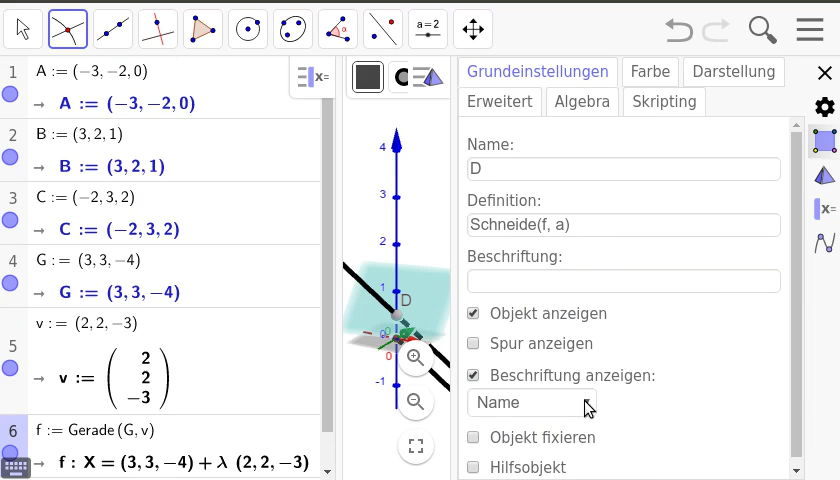 a = 2
1
A := (−3, −2, 0)
→ A := (−3, −2, 0)
2
B := (3, 2, 1)
→ B := (3, 2, 1)
3
C := (−2, 3, 2)
→ C := (−2, 3, 2)
4
G := (3, 3, −4)
→ G := (3, 3, −4)
v := (2, 2, −3)
5
→ v := ( 2
2
−3 )
6
f := Gerade (G, v)
→ f : X = (3, 3, −4) + λ (2, 2, −3)
x=
4
3
2
1
D
0
0
0
-1
Grundeinstellungen
Farbe
Darstellung
Erweitert
Algebra
Skripting
Name:
D
Definition:
Schneide(f, a)
Beschriftung:
Objekt anzeigen
Spur anzeigen
Beschriftung anzeigen:
Name
Objekt fixieren
Hilfsobjekt
x=